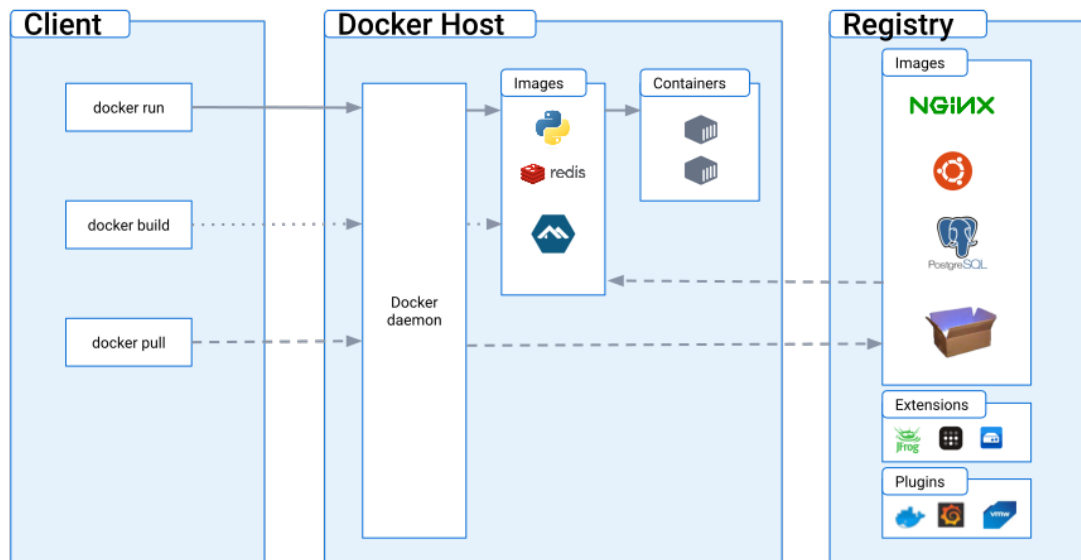 Client
docker run
docker build
docker pull
Docker Host
Docker
daemon
Images
redis
Containers
Registry
Images
NGINX
PostgreSQL
Extensions
JFrog
Plugins
vmw